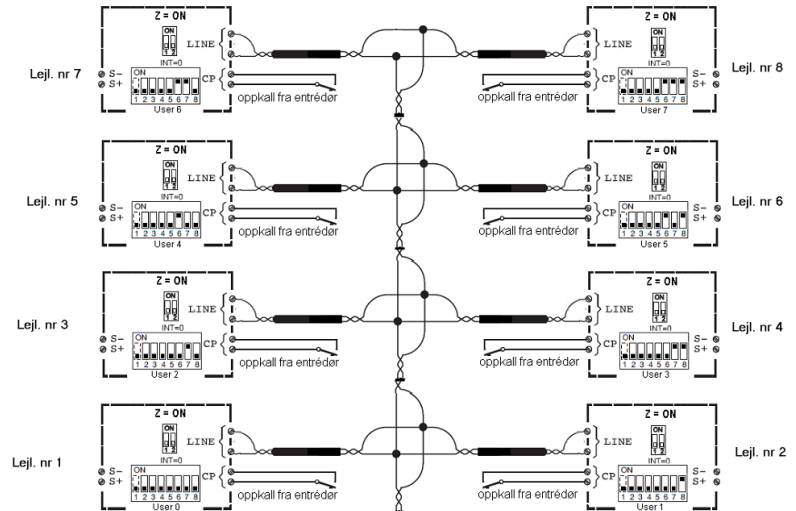 Z = ON
ON
1 2
INT=0
LINE
CP
Lejl. nr 7
S-
S+
ON
1 2 3 4 5 6 7 8
User 6
oppkall fra entrédør
Z = ON
ON
1 2
INT=0
LINE
CP
Lejl. nr 8
S-
S+
ON
1 2 3 4 5 6 7 8
User 7
oppkall fra entrédør
Z = ON
ON
1 2
INT=0
LINE
CP
Lejl. nr 5
S-
S+
ON
1 2 3 4 5 6 7 8
User 4
oppkall fra entrédør
Z = ON
ON
1 2
INT=0
LINE
CP
Lejl. nr 6
S-
S+
ON
1 2 3 4 5 6 7 8
User 5
oppkall fra entrédør
Z = ON
ON
1 2
INT=0
LINE
CP
Lejl. nr 3
S-
S+
ON
1 2 3 4 5 6 7 8
User 2
oppkall fra entrédør
Z = ON
ON
1 2
INT=0
LINE
CP
Lejl. nr 4
S-
S+
ON
1 2 3 4 5 6 7 8
User 3
oppkall fra entrédør
Z = ON
ON
1 2
INT=0
LINE
CP
Lejl. nr 1
S-
S+
ON
1 2 3 4 5 6 7 8
User 0
oppkall fra entrédør
Z = ON
ON
1 2
INT=0
LINE
CP
Lejl. nr 2
S-
S+
ON
1 2 3 4 5 6 7 8
User 1
oppkall fra entrédør